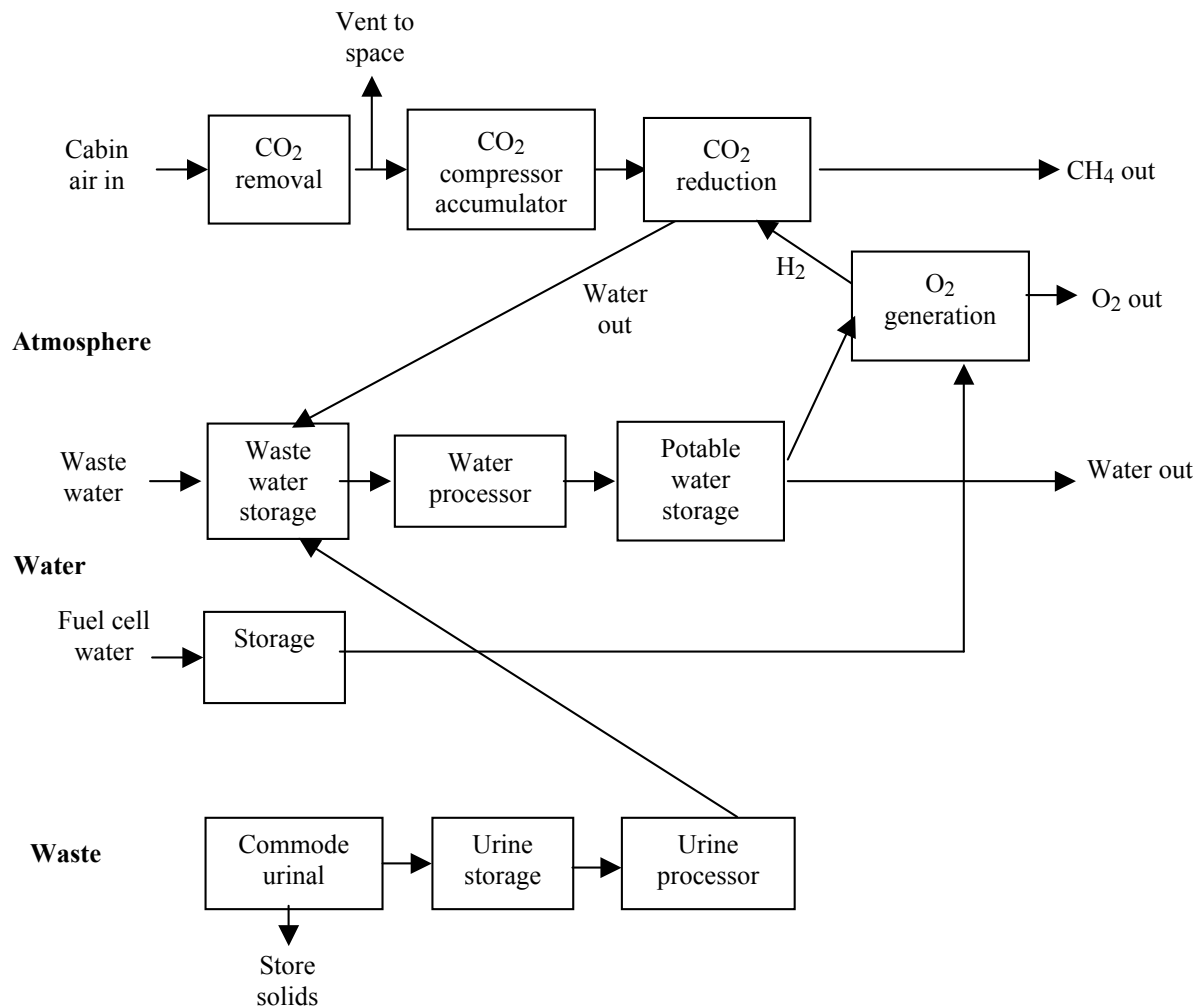 Vent to
space
Cabin
air in
CO2
removal
CO2
compressor
accumulator
CO2
reduction
CH4 out
H2
O2
generation
O2 out
Water
out
Atmosphere
Waste
water
Waste
water
storage
Water
processor
Potable
water
storage
Water out
Water
Fuel cell
water
Storage
Waste
Commode
urinal
Urine
storage
Urine
processor
Store
solids